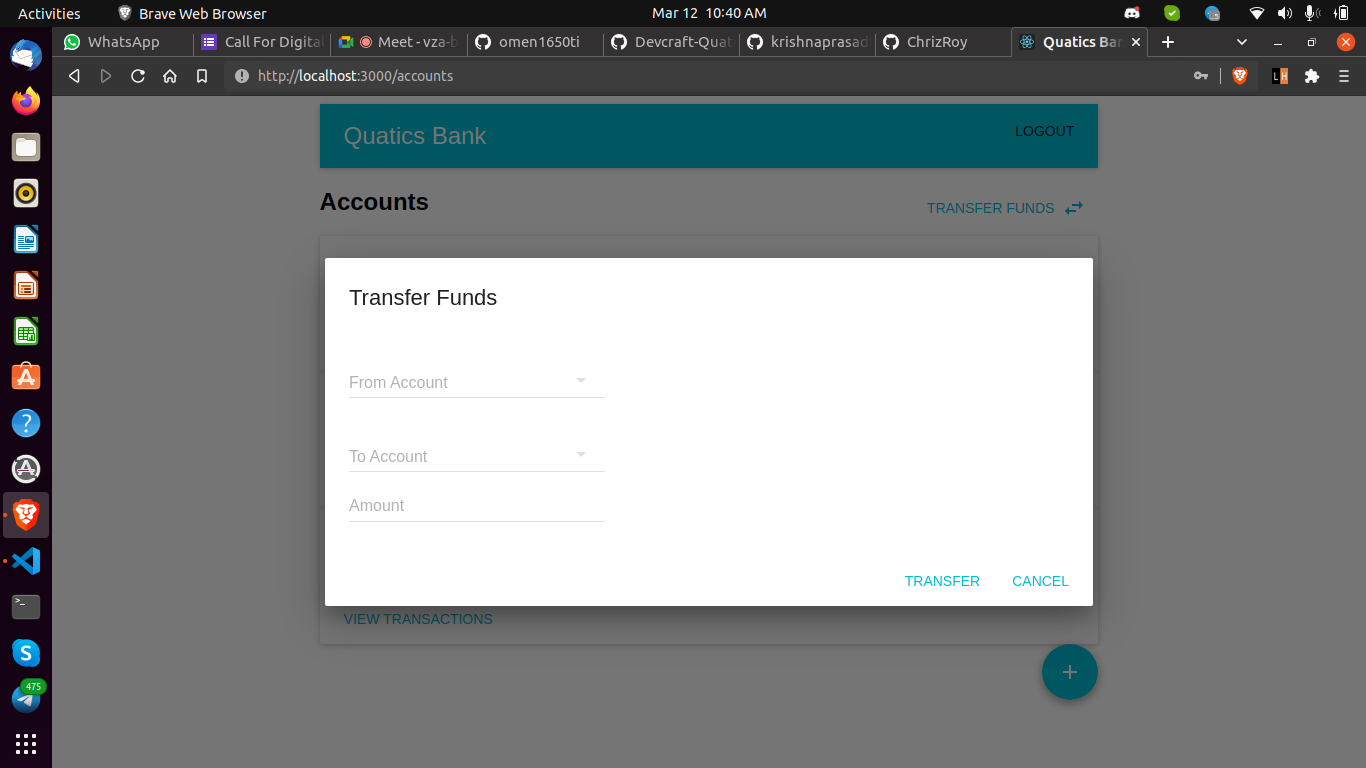 Activities Brave Web Browser Mar 12 10:40 AM
WhatsApp Call For Digital Meet - vza-b omen1650ti Devcraft-Quat krishnaprasad ChrizRoy Quatics Ban
http://localhost:3000/accounts
L H
Quatics Bank LOGOUT
Accounts TRANSFER FUNDS
Transfer Funds
From Account
To Account
Amount
TRANSFER CANCEL
VIEW TRANSACTIONS
475